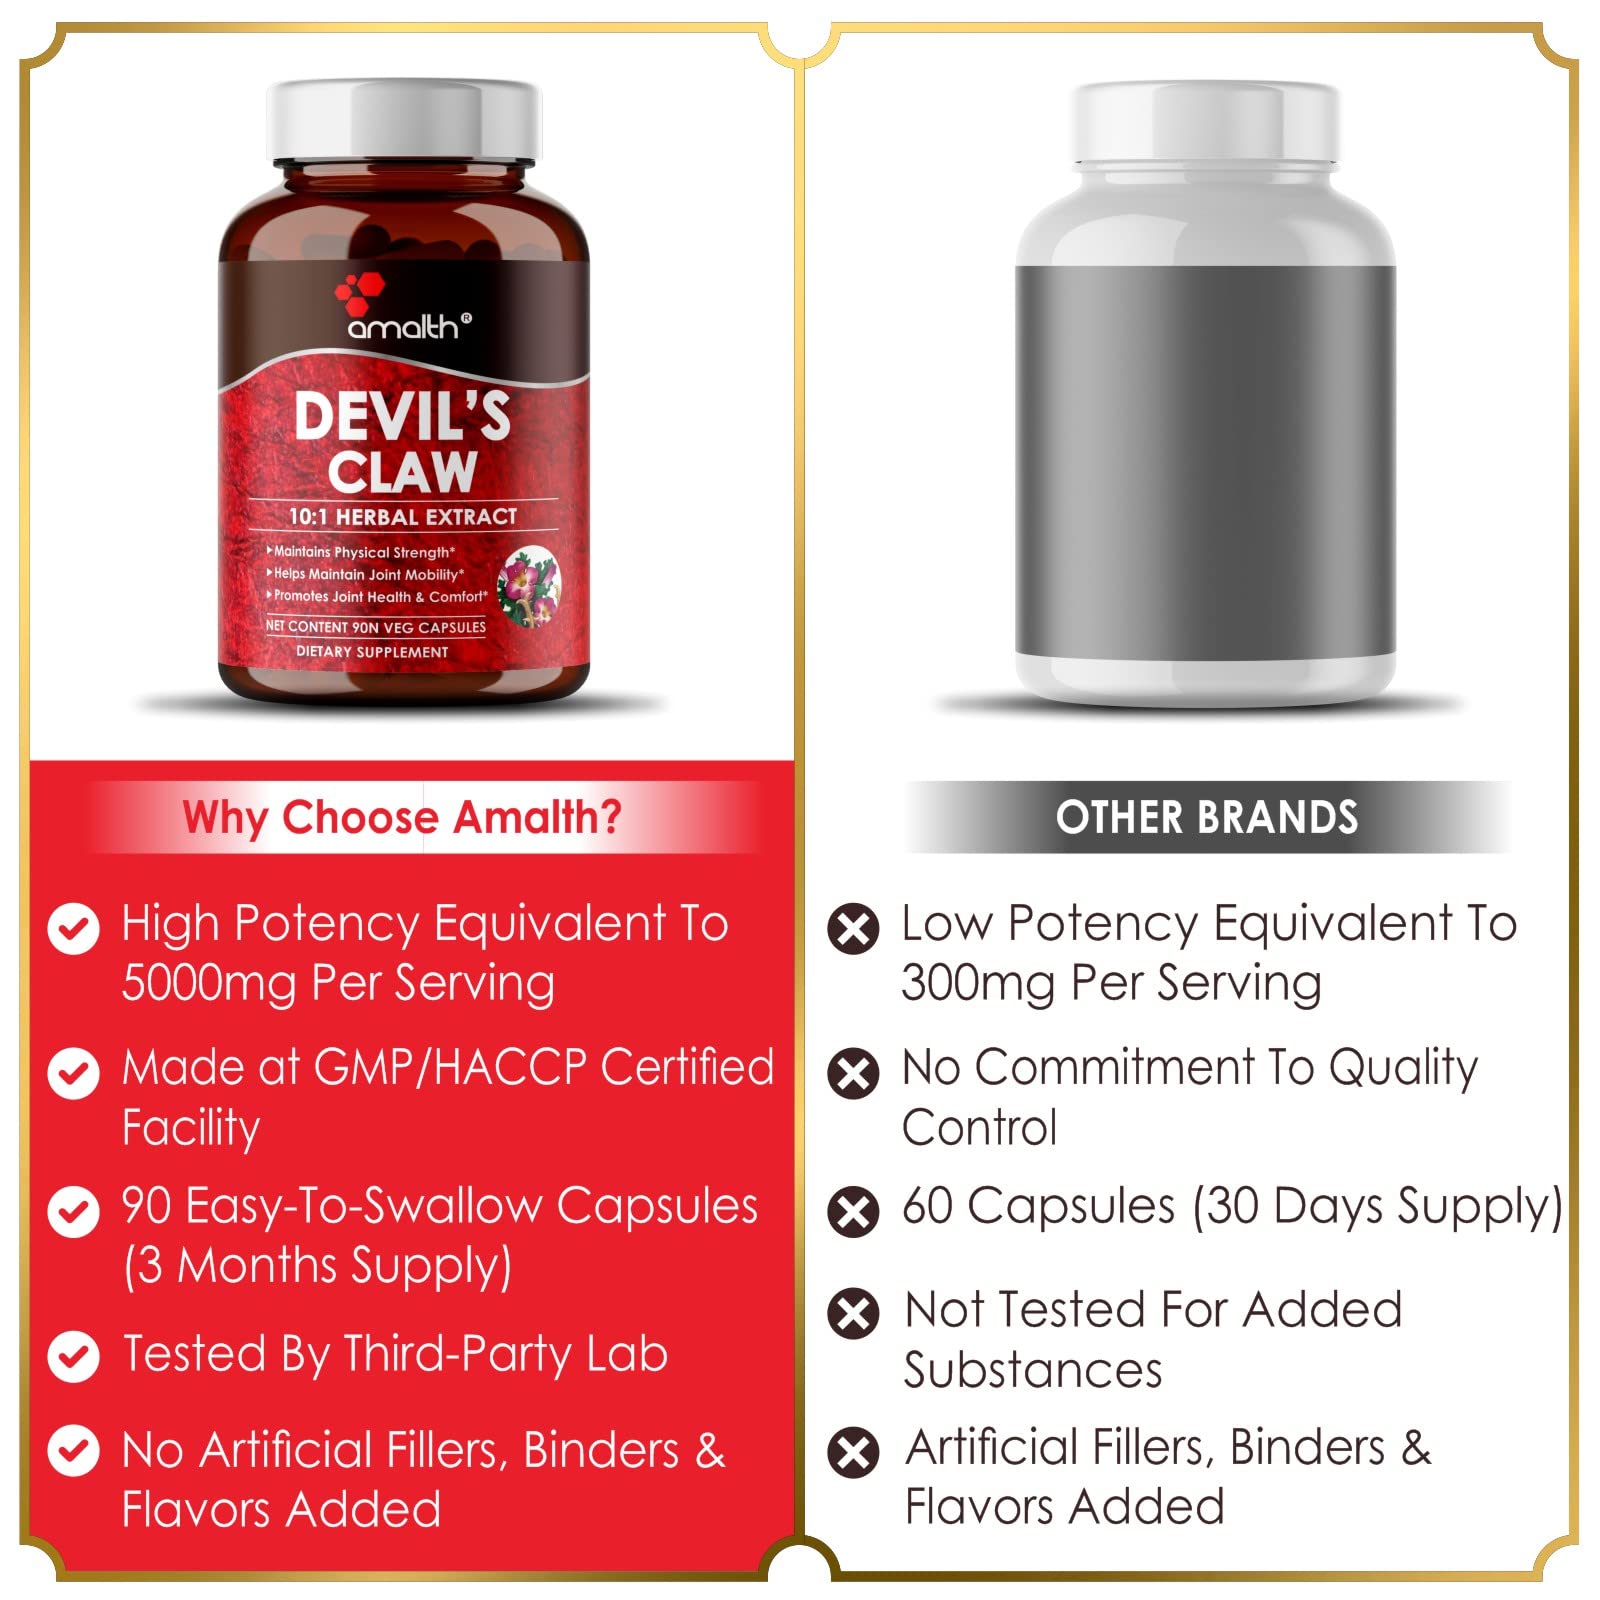 amalth®
DEVIL'S
CLAW
10:1 HERBAL EXTRACT
Maintains Physical Strength*
Helps Maintain Joint Mobility*
Promotes Joint Health & Comfort*
NET CONTENT 90N VEG CAPSULES
DIETARY SUPPLEMENT
Why Choose Amalth?
High Potency Equivalent To
5000mg Per Serving
Made at GMP/HACCP Certified
Facility
90 Easy-To-Swallow Capsules
(3 Months Supply)
Tested By Third-Party Lab
No Artificial Fillers, Binders &
Flavors Added
OTHER BRANDS
Low Potency Equivalent To
300mg Per Serving
No Commitment To Quality
Control
60 Capsules (30 Days Supply)
Not Tested For Added
Substances
Artificial Fillers, Binders &
Flavors Added